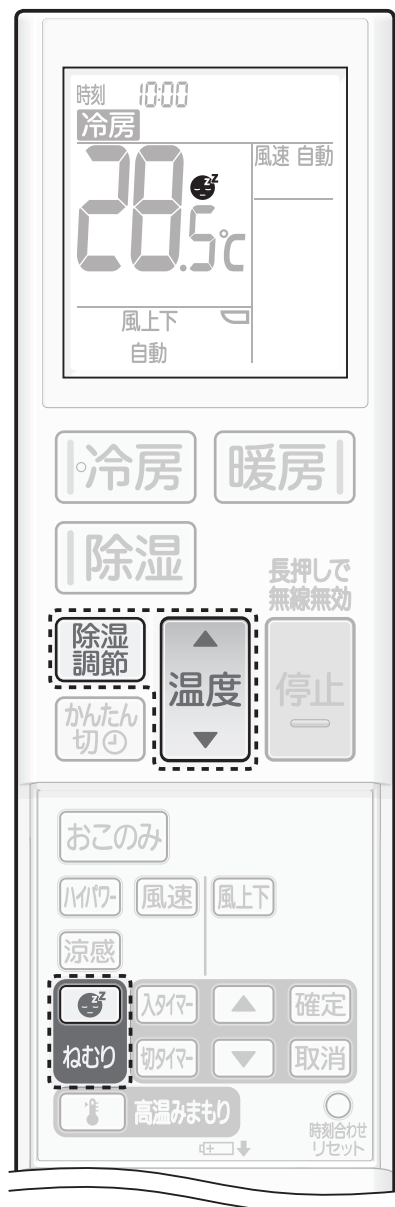 時刻 10:00
冷房
風速 自動
28.5℃
風上下
自動
冷房 暖房
除湿
長押しで
無線無効
除湿
調節
温度
停止
かんたん
切
おこのみ
ハイパワー 風速 風上下
涼感
ねむり
入タイマー 確定
切タイマー 取消
高温みまもり
時刻合わせ
リセット